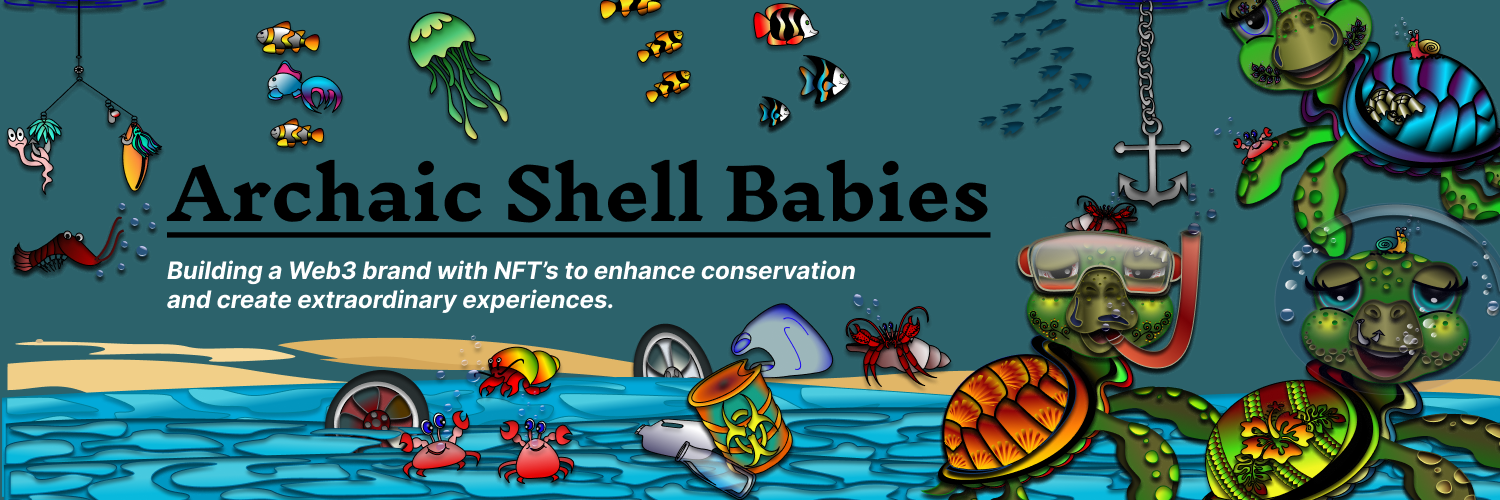 Archaic Shell Babies
Building a Web3 brand with NFT's to enhance conservation
and create extraordinary experiences.